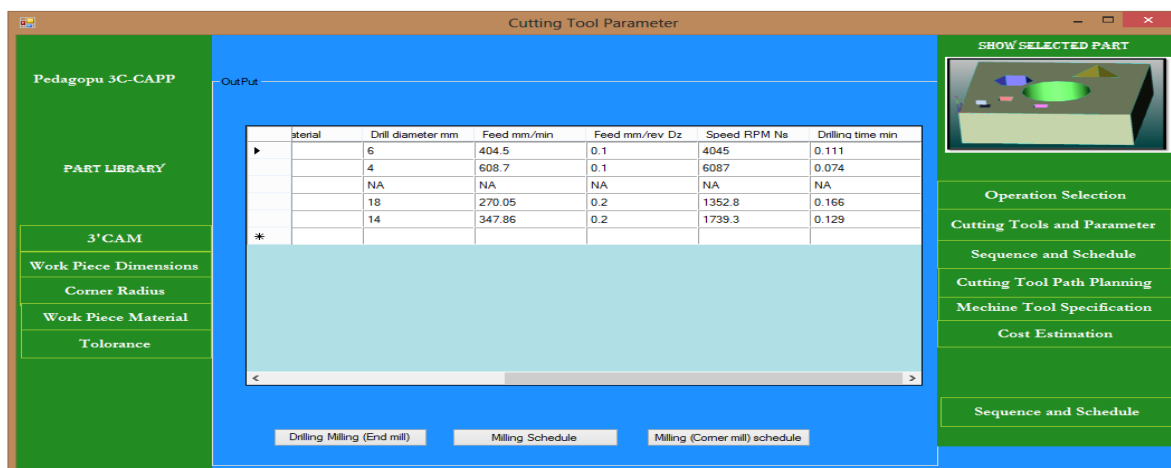 Cutting Tool Parameter
Pedagopu 3C-CAPP
PART LIBRARY
3'CAM
Work Piece Dimensions
Corner Radius
Work Piece Material
Tolorance
OutPut
aterial Drill diameter mm Feed mm/min Feed mm/rev Dz Speed RPM Ns Drilling time min
6 404.5 0.1 4045 0.111
4 608.7 0.1 6087 0.074
NA NA NA NA NA
18 270.05 0.2 1352.8 0.166
14 347.86 0.2 1739.3 0.129
Drilling Milling (End mill) Milling Schedule Milling (Corner mill) schedule
SHOW SELECTED PART
Operation Selection
Cutting Tools and Parameter
Sequence and Schedule
Cutting Tool Path Planning
Mechine Tool Specification
Cost Estimation
Sequence and Schedule